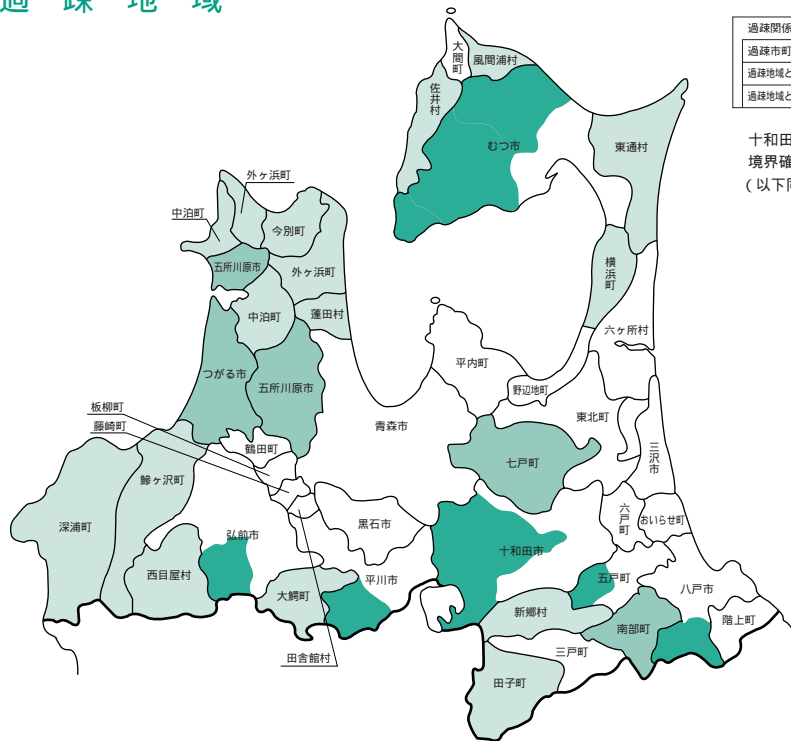 過疎地域
過疎関係
過疎市町
過疎地域と
過疎地域と
十和田
境界確
(以下同
大間町
風間浦村
佐井村
むつ市
東通村
外ヶ浜町
中泊町
今別町
五所川原市
外ヶ浜町
横浜町
中泊町
蓬田村
六ヶ所村
つがる市
五所川原市
平内町
野辺地町
板柳町
青森市
東北町
藤崎町
鶴田町
七戸町
三沢市
鰺ヶ沢町
六戸町
おいらせ町
深浦町
弘前市
黒石市
十和田市
西目屋村
平川市
五戸町
八戸市
大鰐町
新郷村
南部町
階上町
田舎館村
三戸町
田子町